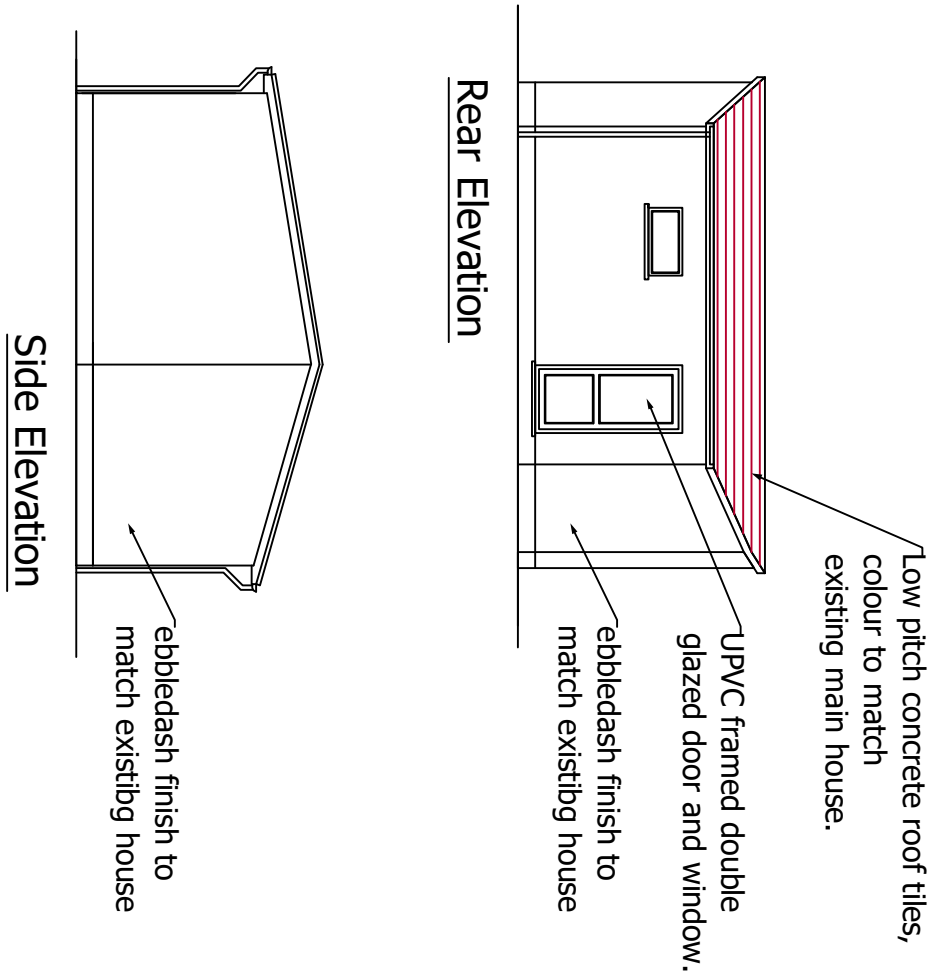 Low pitch concrete roof tiles,
colour to match
existing main house.
UPVC framed double
glazed door and window.
ebbledash finish to
match existibg house
Rear Elevation
ebbledash finish to
match existibg house
Side Elevation